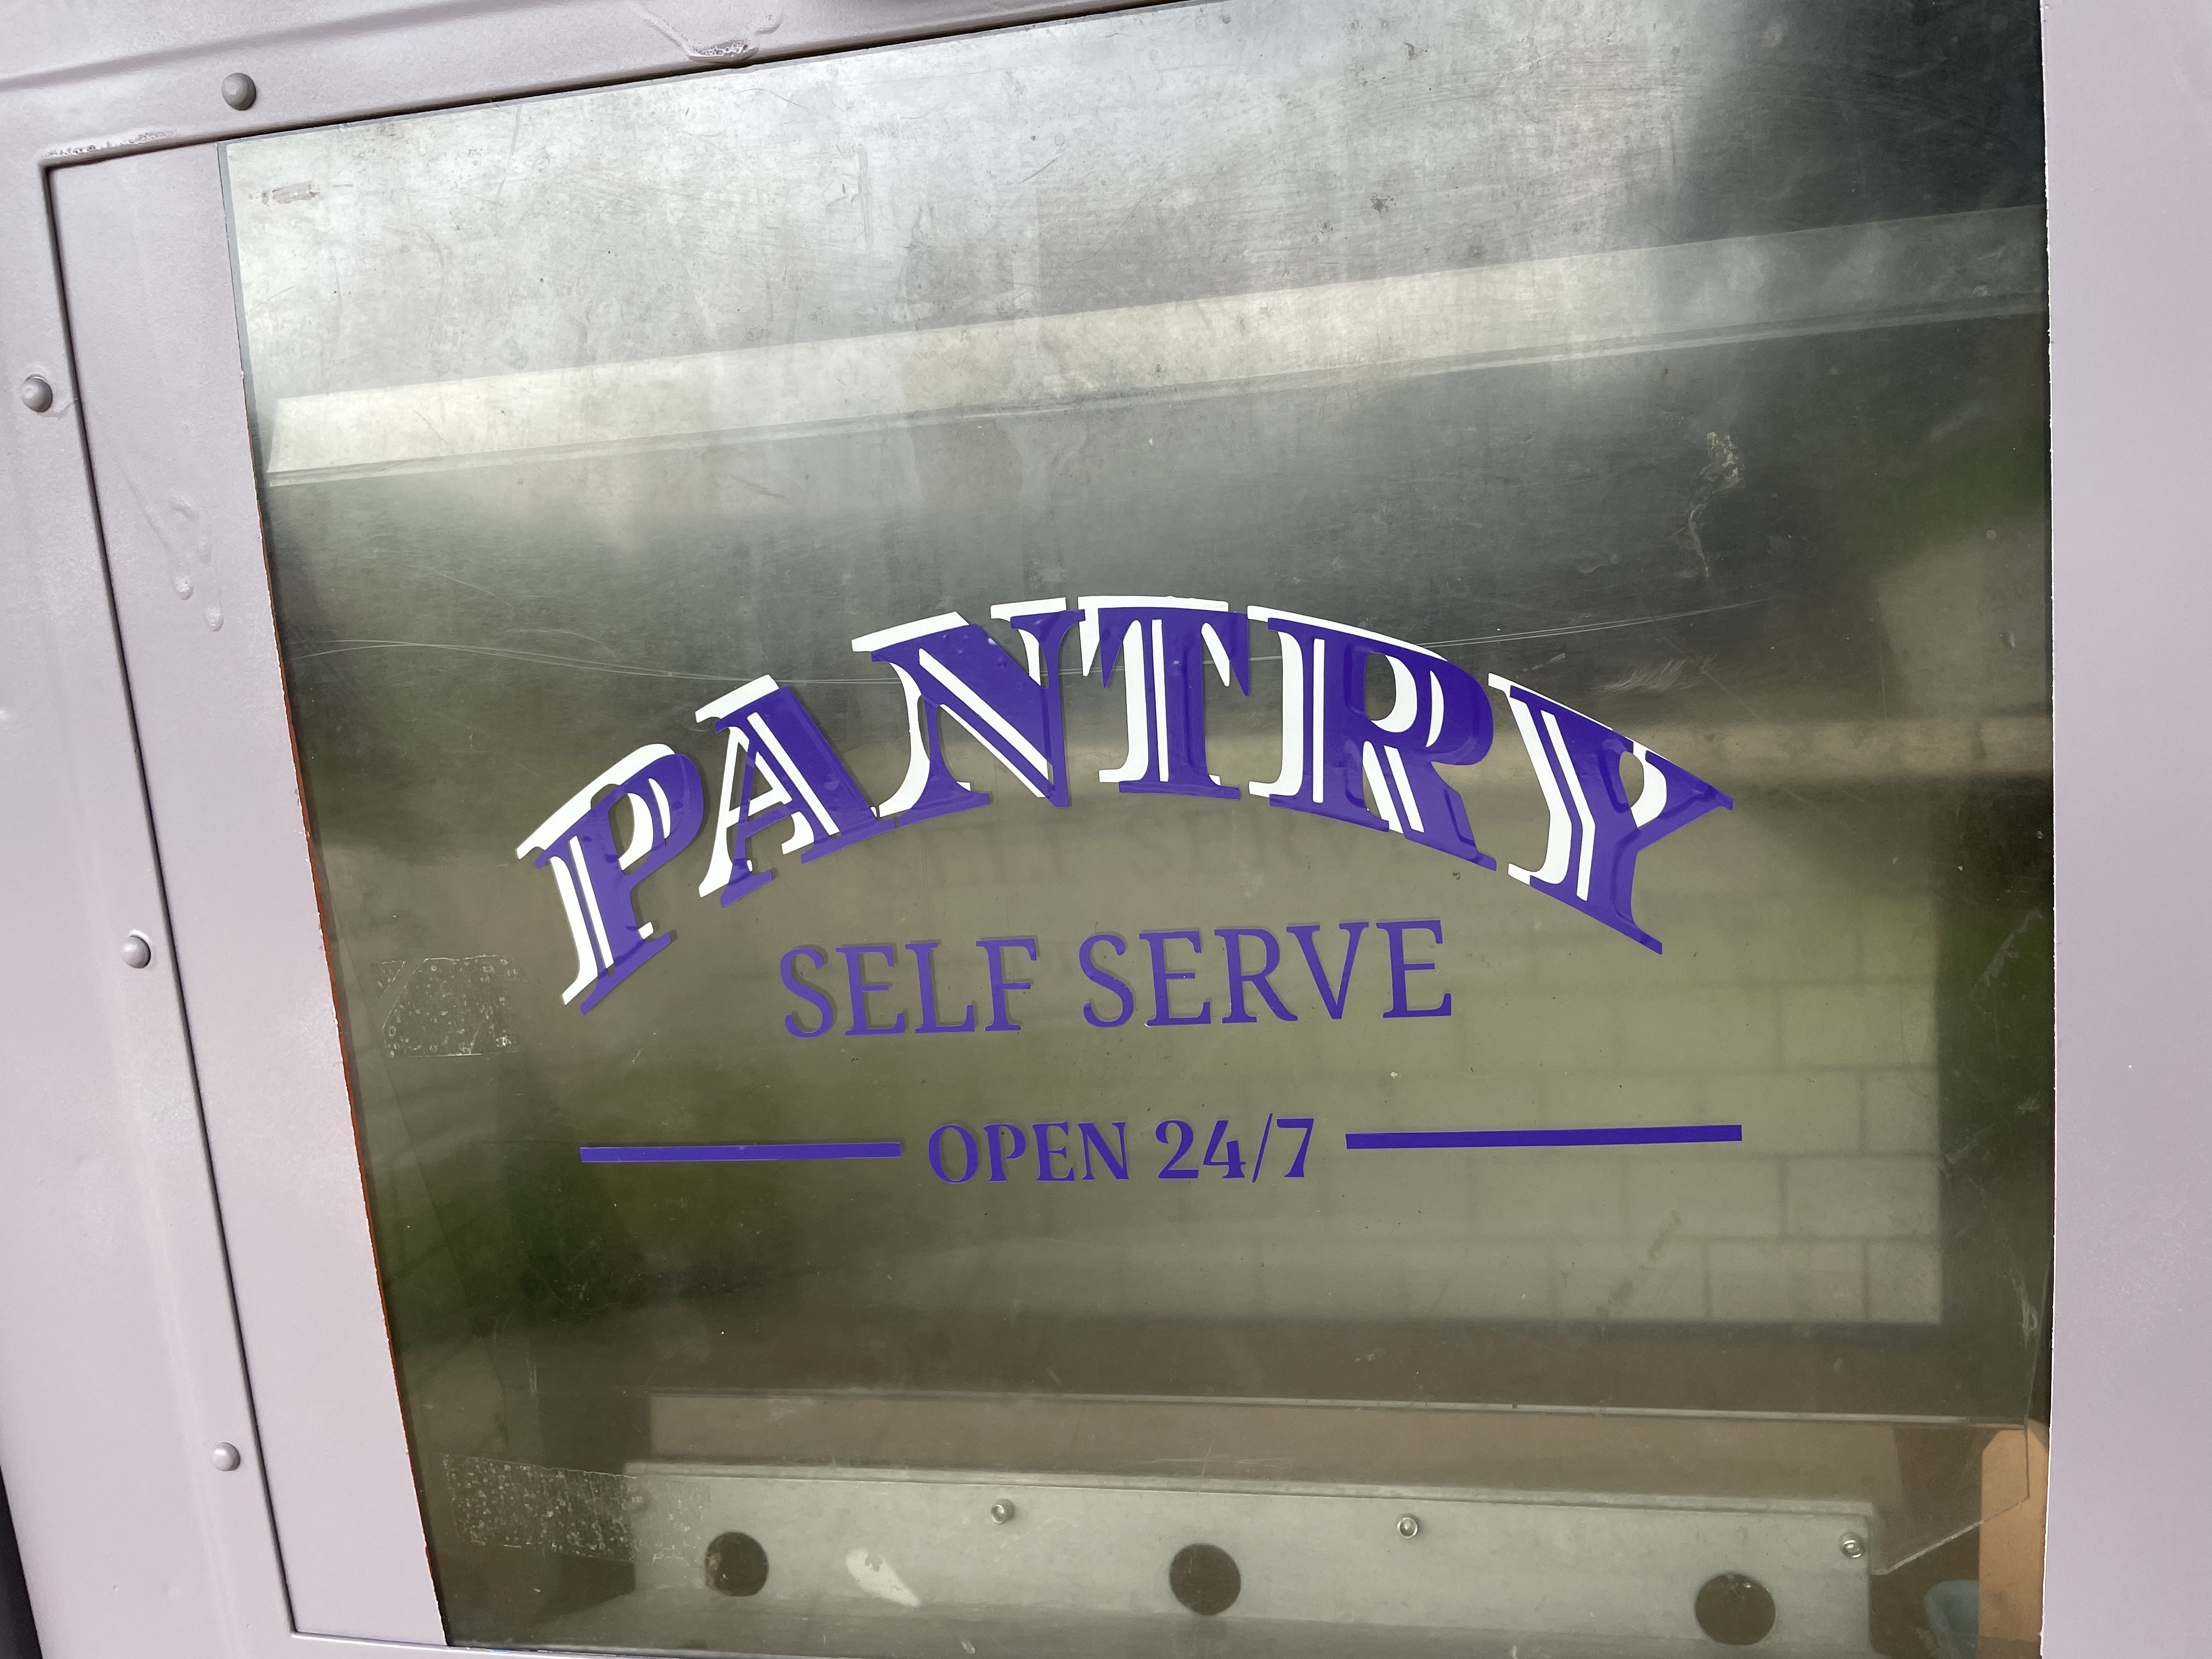 PANTRY
SELF SERVE
OPEN 24/7